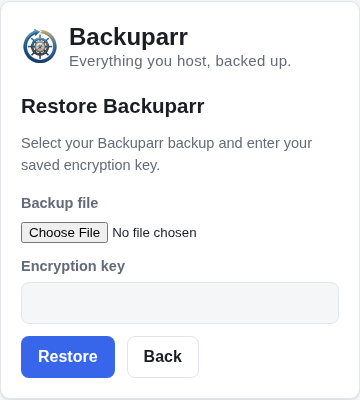 Backuparr
Everything you host, backed up.
Restore Backuparr
Select your Backuparr backup and enter your
saved encryption key.
Backup file
Choose File No file chosen
Encryption key
Restore Back